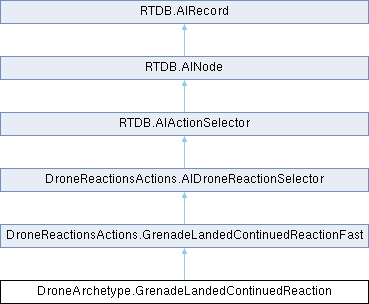 RTDB.AIRecord
RTDB.AINode
RTDB.AIActionSelector
DroneReactionsActions.AIDroneReactionSelector
DroneReactionsActions.GrenadeLandedContinuedReactionFast
DroneArchetype.GrenadeLandedContinuedReaction